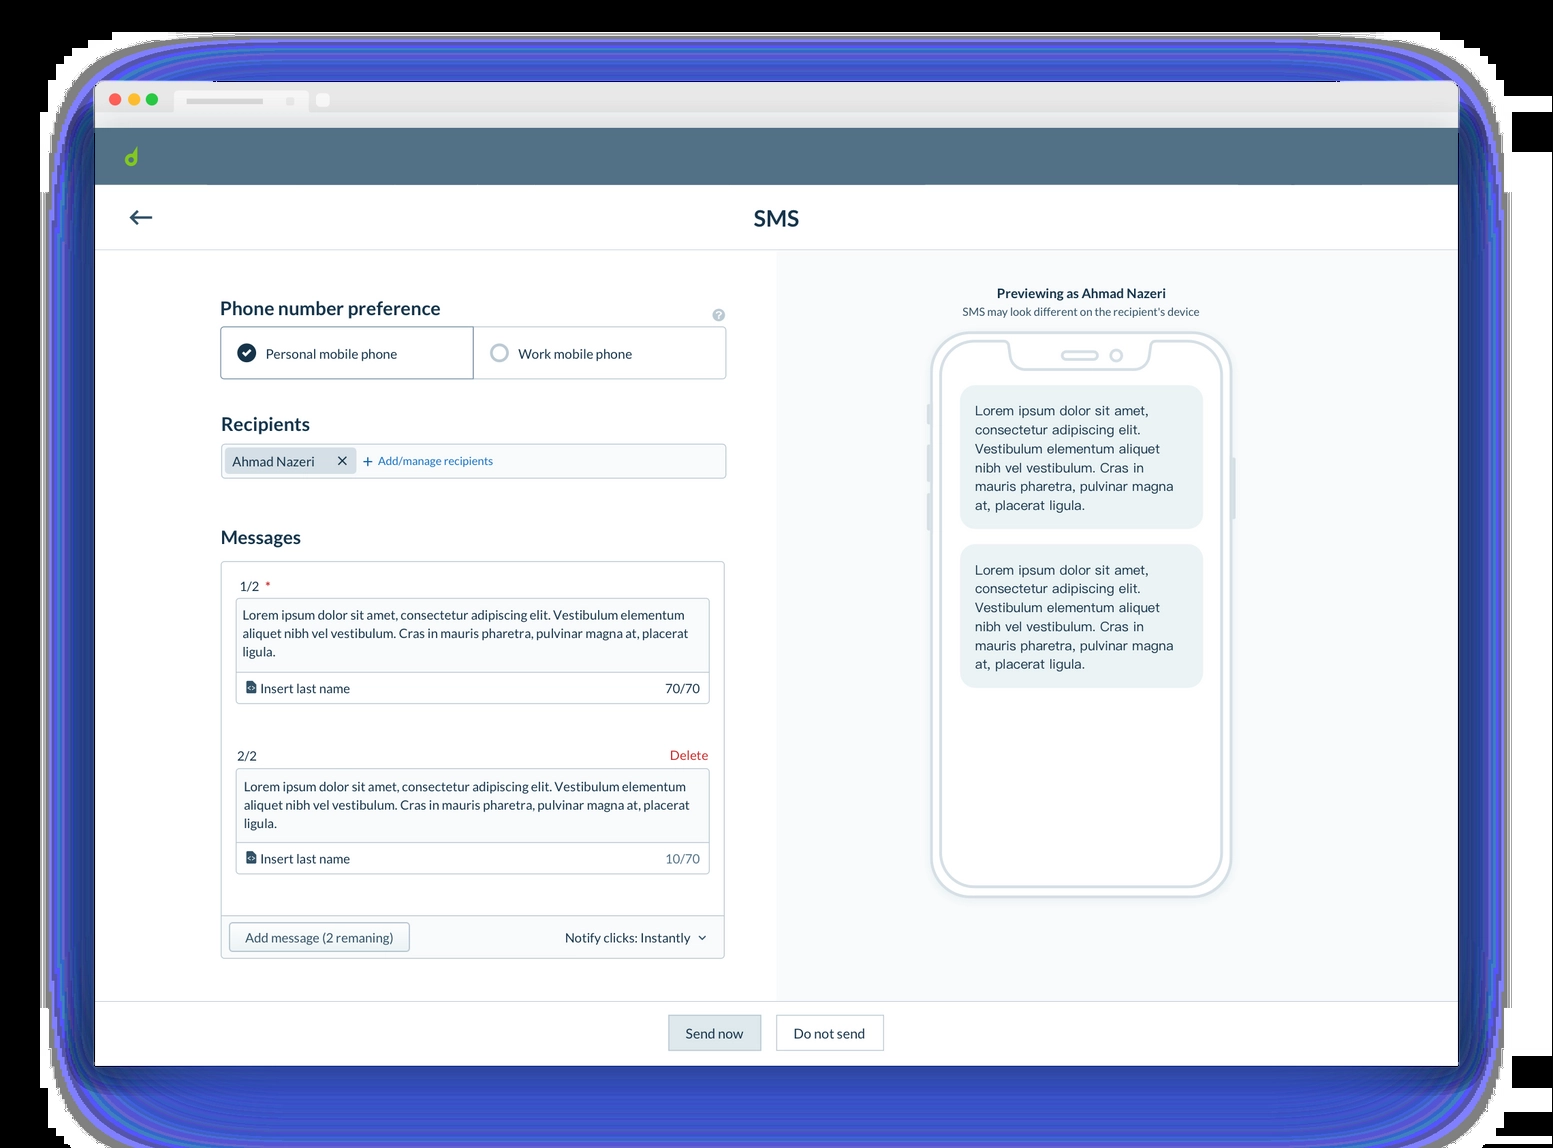 SMS
Phone number preference
?
Personal mobile phone
Work mobile phone
Recipients
Ahmad Nazeri
+ Add/manage recipients
Messages
1/2 *
Lorem ipsum dolor sit amet, consectetur adipiscing elit. Vestibulum elementum
aliquet nibh vel vestibulum. Cras in mauris pharetra, pulvinar magna at, placerat
ligula.
Insert last name
70/70
2/2
Delete
Lorem ipsum dolor sit amet, consectetur adipiscing elit. Vestibulum elementum
aliquet nibh vel vestibulum. Cras in mauris pharetra, pulvinar magna at, placerat
ligula.
Insert last name
10/70
Add message (2 remaning)
Notify clicks: Instantly
Previewing as Ahmad Nazeri
SMS may look different on the recipient's device
Lorem ipsum dolor sit amet,
consectetur adipiscing elit.
Vestibulum elementum aliquet
nibh vel vestibulum. Cras in
mauris pharetra, pulvinar magna
at, placerat ligula.
Lorem ipsum dolor sit amet,
consectetur adipiscing elit.
Vestibulum elementum aliquet
nibh vel vestibulum. Cras in
mauris pharetra, pulvinar magna
at, placerat ligula.
Send now
Do not send